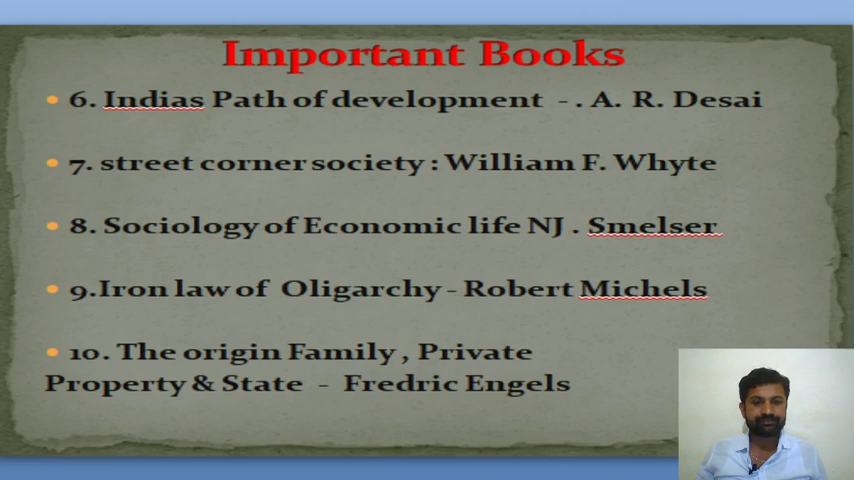 Important Books
• 6. Indias Path of development - . A. R. Desai
• 7. street corner society : William F. Whyte
• 8. Sociology of Economic life NJ . Smelser
• 9.Iron law of Oligarchy - Robert Michels
• 10. The origin Family , Private
Property & State - Fredric Engels